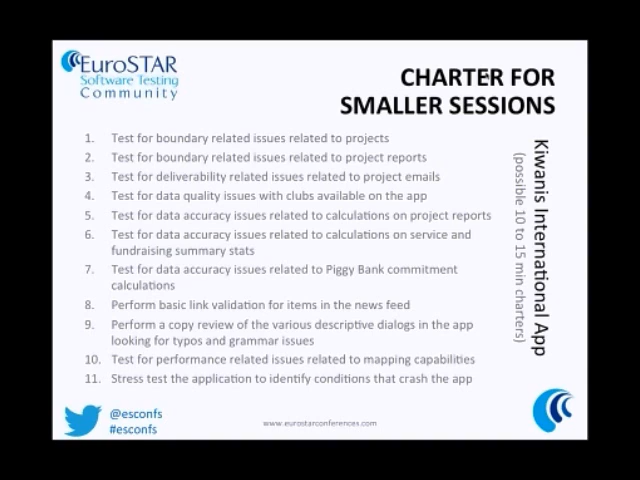 EuroSTAR
Software Testing
Community
CHARTER FOR
SMALLER SESSIONS
1. Test for boundary related issues related to projects
2. Test for boundary related issues related to project reports
3. Test for deliverability related issues related to project emails
4. Test for data quality issues with clubs available on the app
5. Test for data accuracy issues related to calculations on project reports
6. Test for data accuracy issues related to calculations on service and
fundraising summary stats
7. Test for data accuracy issues related to Piggy Bank commitment
calculations
8. Perform basic link validation for items in the news feed
9. Perform a copy review of the various descriptive dialogs in the app
looking for typos and grammar issues
10. Test for performance related issues related to mapping capabilities
11. Stress test the application to identify conditions that crash the app
Kiwanis International App
(possible 10 to 15 min charters)
@esconfs
#esconfs
www.eurostarconferences.com